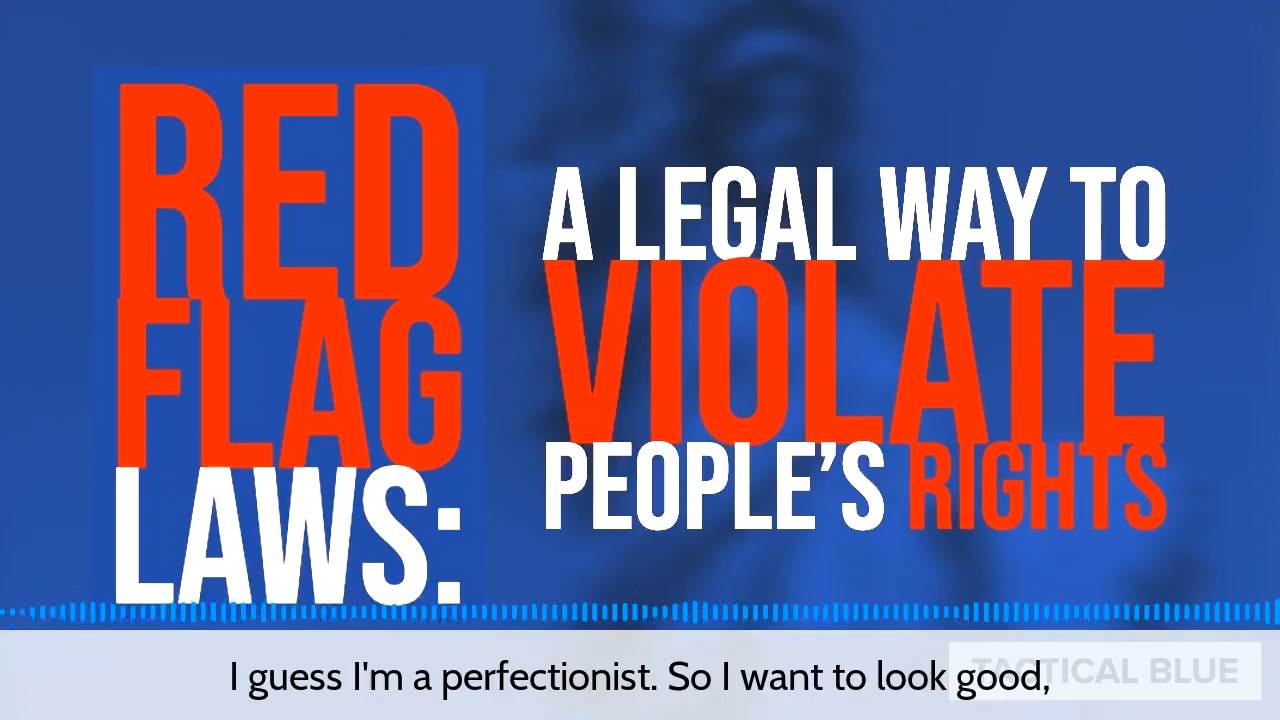 RED
FLAG
LAWS:
A LEGAL WAY TO
VIOLATE
PEOPLE'S RIGHTS
I guess I'm a perfectionist. So I want to look good,
TACTICAL BLUE